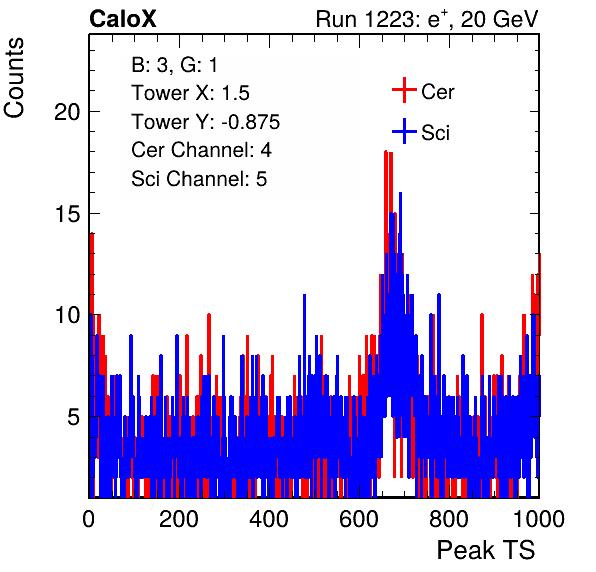 CaloX Run 1223: e⁺, 20 GeV
Counts
B: 3, G: 1
Tower X: 1.5
Tower Y: -0.875
Cer Channel: 4
Sci Channel: 5
Cer
Sci
20
15
10
5
0 200 400 600 800 1000
Peak TS